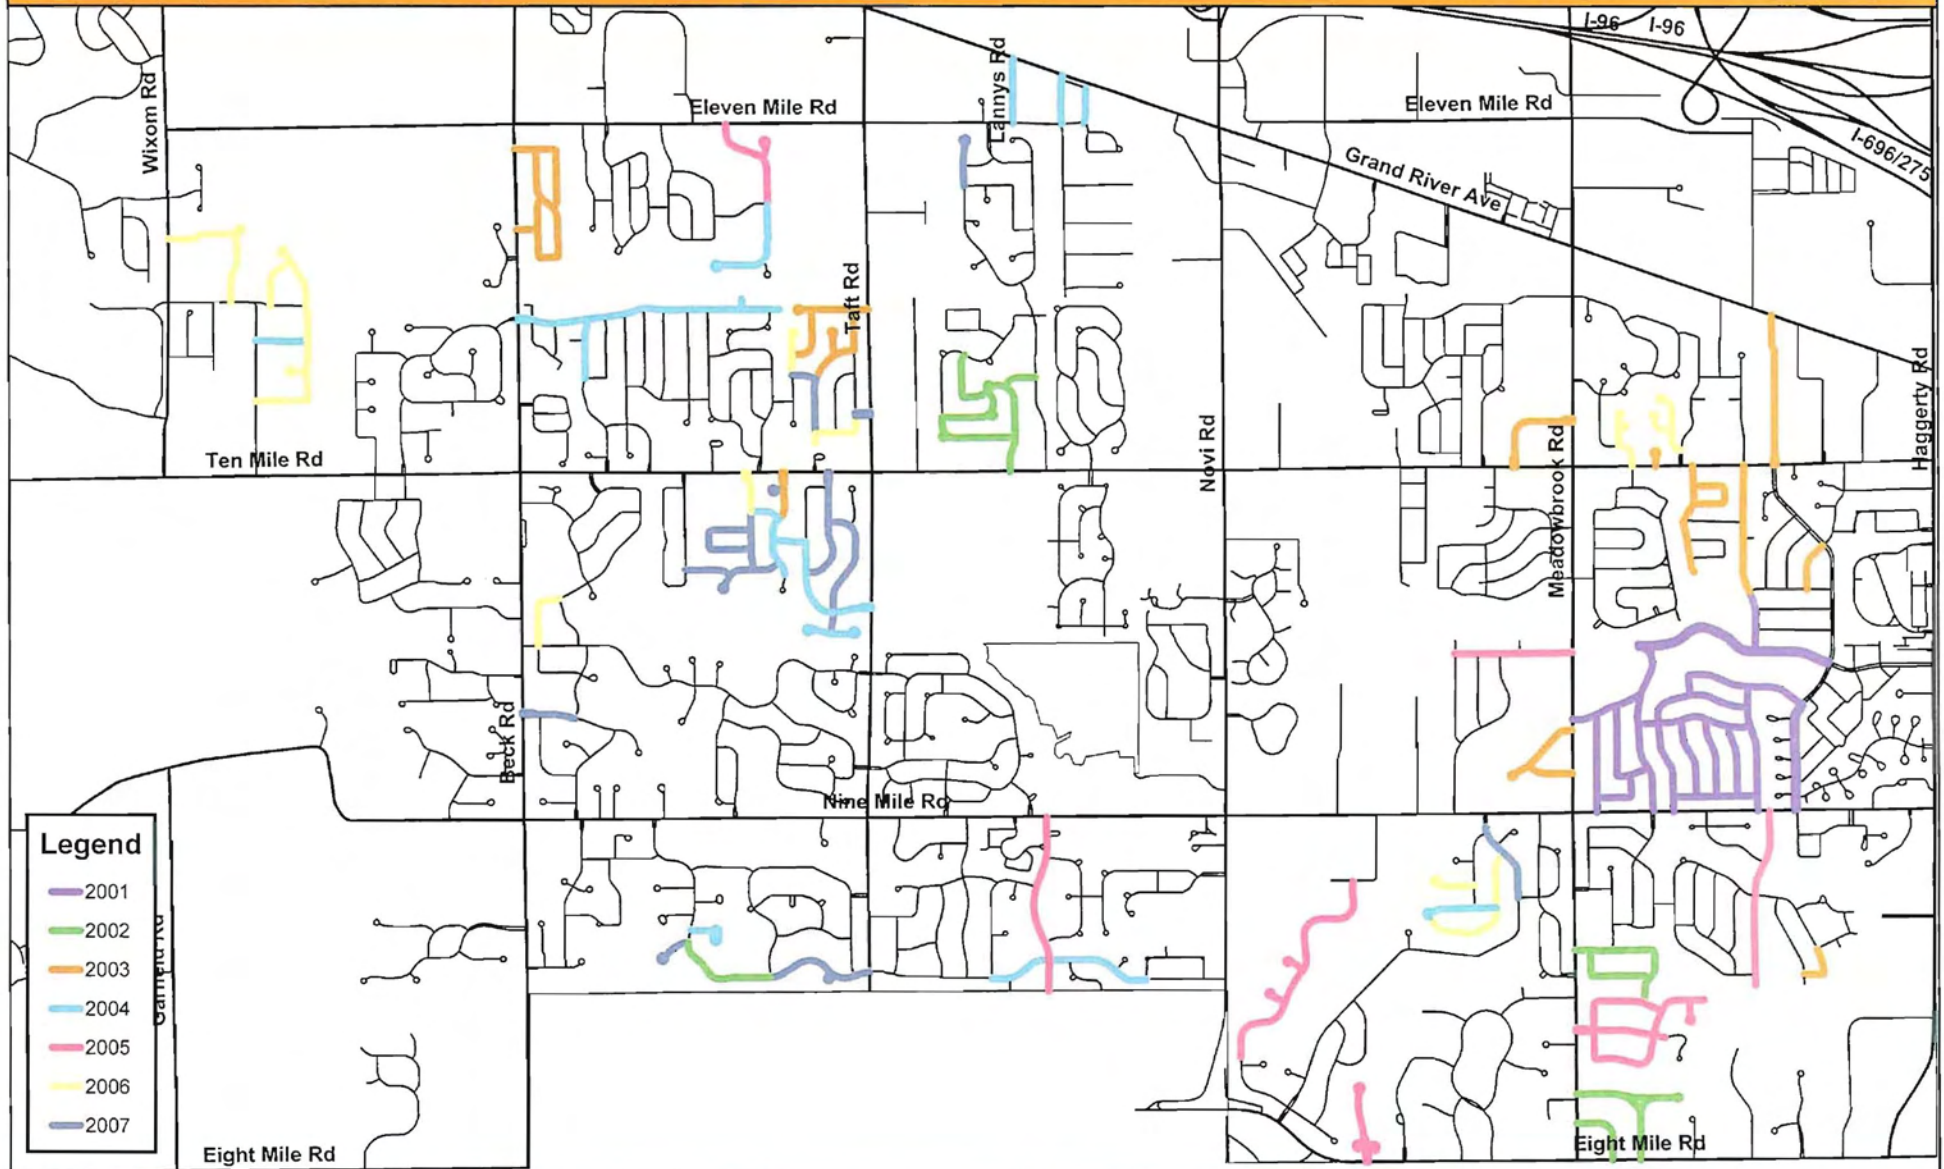 I-96
I-96
Lannys Rd
Wixom Rd
Eleven Mile Rd
Eleven Mile Rd
I-696/275
Grand River Ave
Taft Rd
Haggerty Rd
Novi Rd
Meadowbrook Rd
Ten Mile Rd
Beck Rd
Nine Mile Rd
Legend
2001
2002
2003
2004
2005
2006
2007
Garfield Rd
Eight Mile Rd
Eight Mile Rd